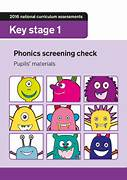 2016 national curriculum assessments
Key stage 1
Phonics screening check
Pupils' materials